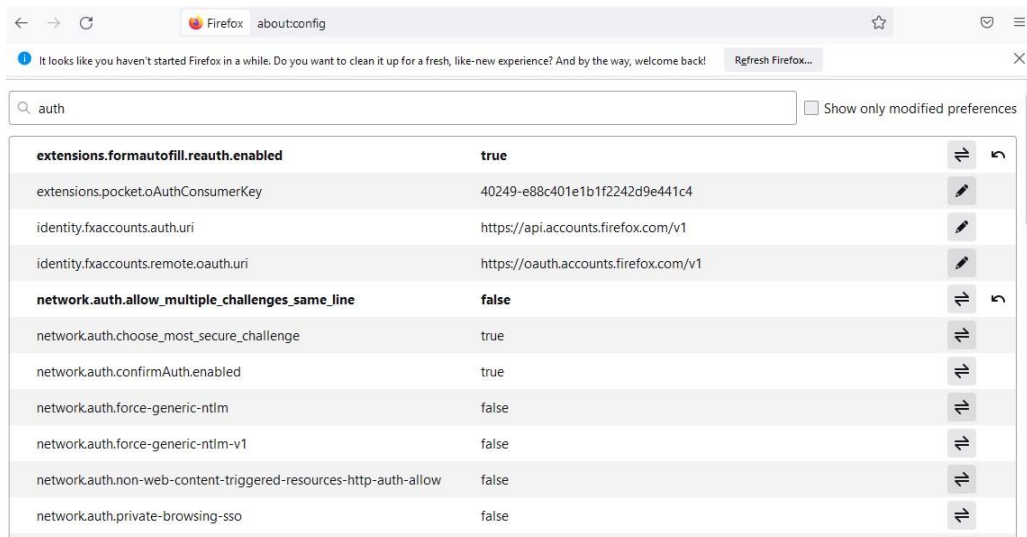 Firefox about:config
It looks like you haven't started Firefox in a while. Do you want to clean it up for a fresh, like-new experience? And by the way, welcome back! Refresh Firefox...
auth Show only modified preferences
extensions.formautofill.reauth.enabled true
extensions.pocket.oAuthConsumerKey 40249-e88c401e1b1f2242d9e441c4
identity.fxaccounts.auth.uri https://api.accounts.firefox.com/v1
identity.fxaccounts.remote.oauth.uri https://oauth.accounts.firefox.com/v1
network.auth.allow_multiple_challenges_same_line false
network.auth.choose_most_secure_challenge true
network.auth.confirmAuth.enabled true
network.auth.force-generic-ntlm false
network.auth.force-generic-ntlm-v1 false
network.auth.non-web-content-triggered-resources-http-auth-allow false
network.auth.private-browsing-sso false